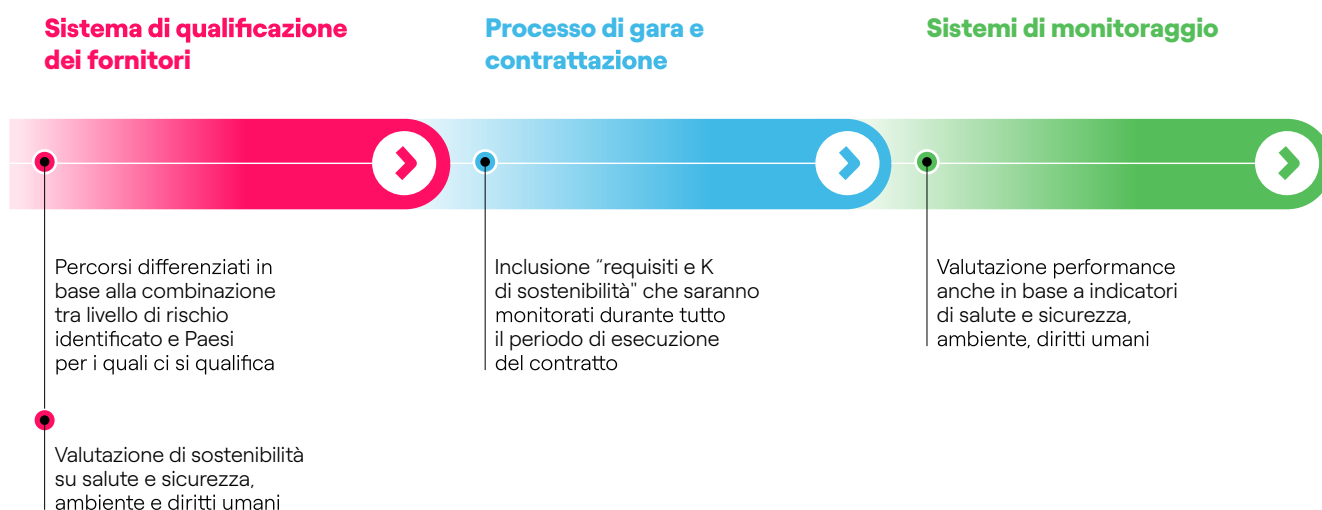 Sistema di qualificazione
dei fornitori
Processo di gara e
contrattazione
Sistemi di monitoraggio
Percorsi differenziati in
base alla combinazione
tra livello di rischio
identificato e Paesi
per i quali ci si qualifica
Valutazione di sostenibilità
su salute e sicurezza,
ambiente e diritti umani
Inclusione “requisiti e K
di sostenibilità" che saranno
monitorati durante tutto
il periodo di esecuzione
del contratto
Valutazione performance
anche in base a indicatori
di salute e sicurezza,
ambiente, diritti umani